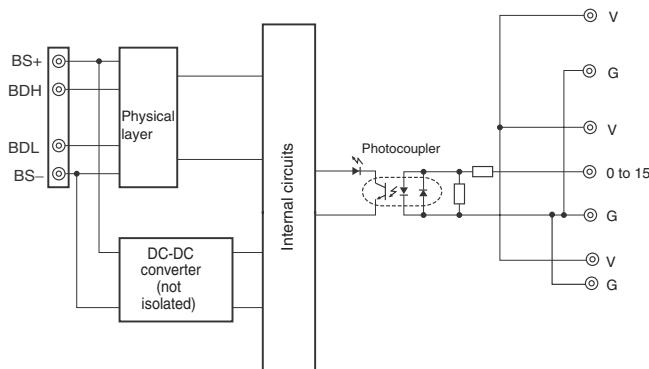 BS+
BDH
BDL
BS−
Physical
layer
DC-DC
converter
(not
isolated)
Internal circuits
Photocoupler
V
G
V
0 to 15
G
V
G